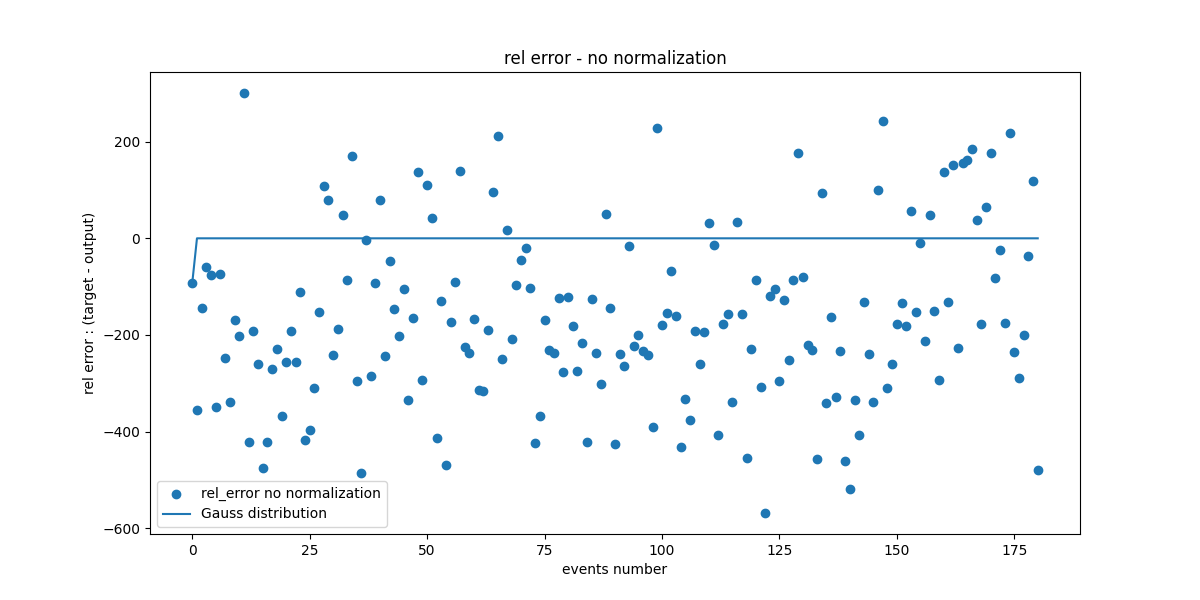 rel error - no normalization
rel error : (target - output)
200
0
−200
−400
−600
rel_error no normalization
Gauss distribution
0 25 50 75 100 125 150 175
events number